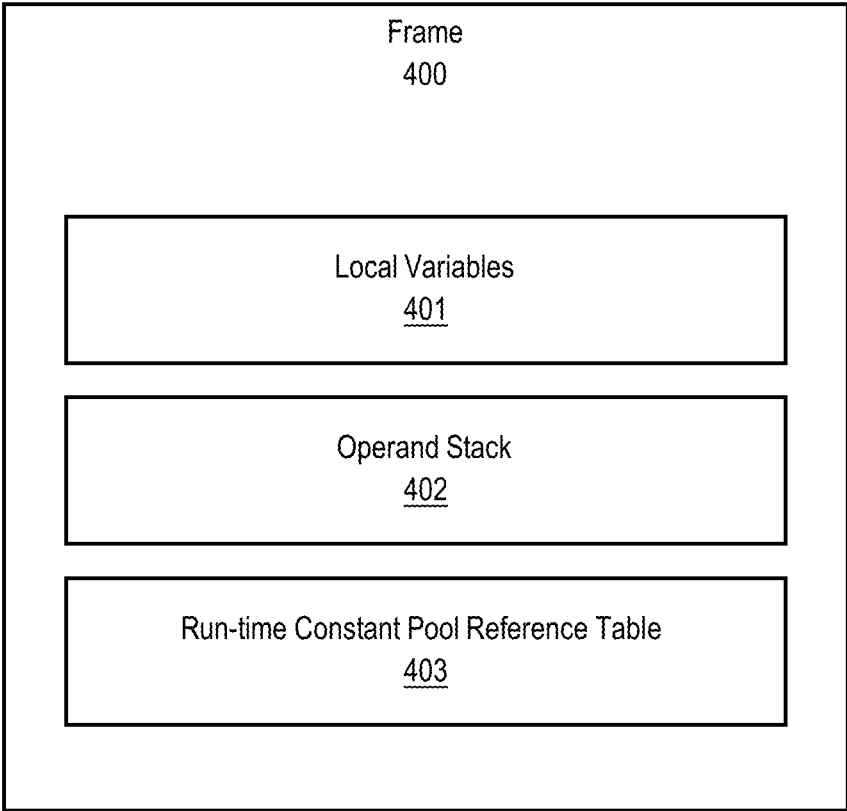 Frame
400
Local Variables
401
Operand Stack
402
Run-time Constant Pool Reference Table
403